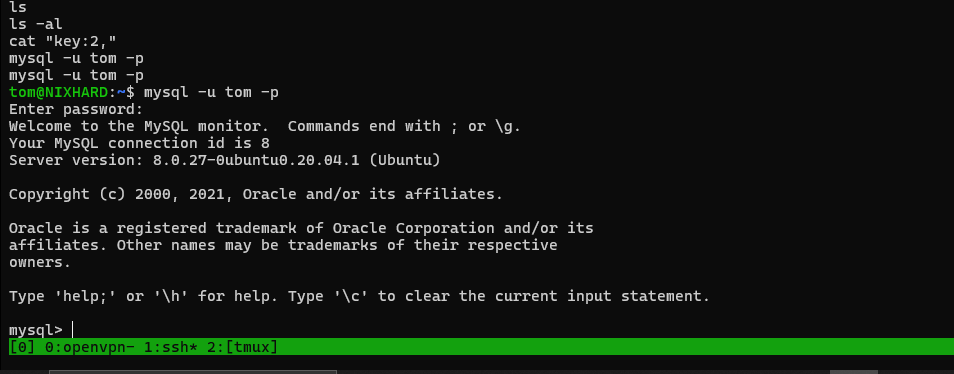 ls
ls -al
cat "key:2,"
mysql -u tom -p
mysql -u tom -p
tom@NIXHARD:~$ mysql -u tom -p
Enter password:
Welcome to the MySQL monitor.  Commands end with ; or \g.
Your MySQL connection id is 8
Server version: 8.0.27-0ubuntu0.20.04.1 (Ubuntu)
Copyright (c) 2000, 2021, Oracle and/or its affiliates.
Oracle is a registered trademark of Oracle Corporation and/or its
affiliates. Other names may be trademarks of their respective
owners.
Type 'help;' or '\h' for help. Type '\c' to clear the current input statement.
mysql>
[0] 0:openvpn- 1:ssh* 2:[tmux]